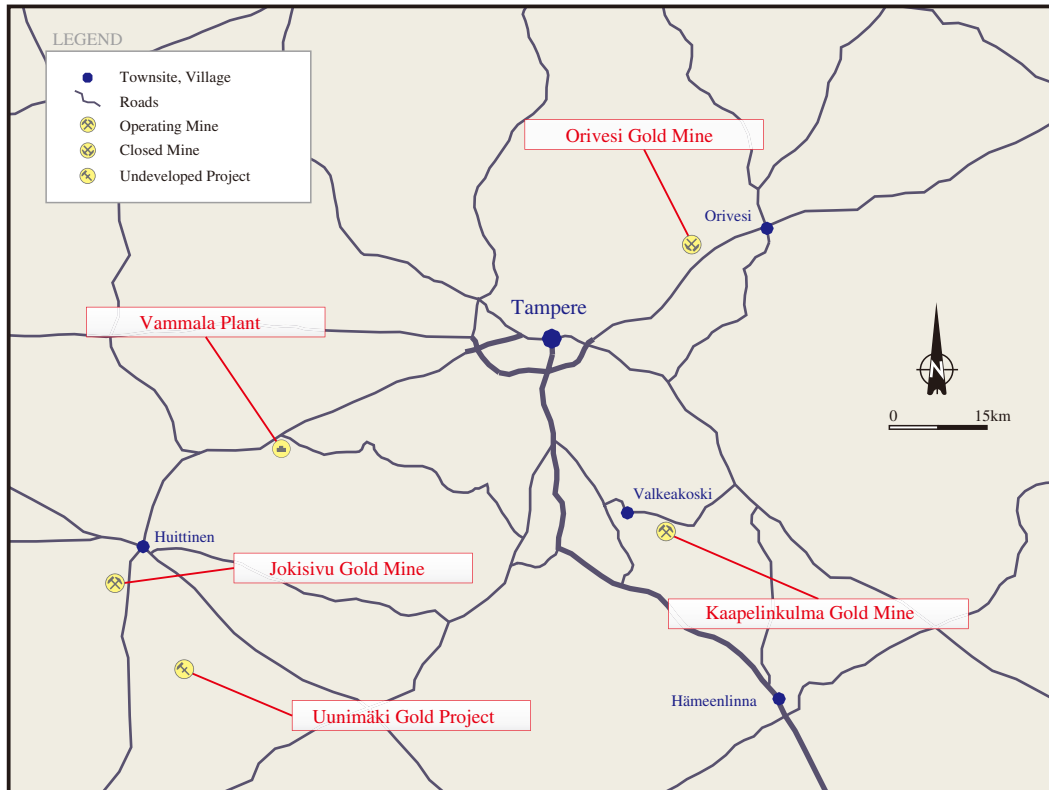 LEGEND
Townsite, Village
Roads
Operating Mine
Closed Mine
Undeveloped Project
Orivesi Gold Mine
Orivesi
Tampere
Vammala Plant
N
0 15km
Valkeakoski
Huittinen
Jokisivu Gold Mine
Kaapelinkulma Gold Mine
Hämeenlinna
Uunimäki Gold Project